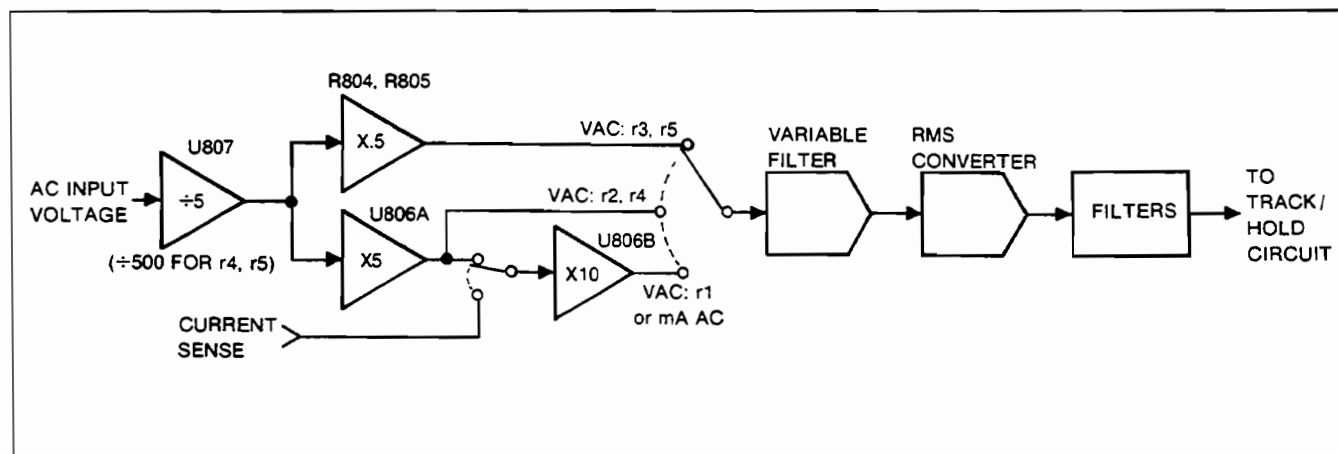 R804, R805
X.5
U807
AC INPUT
VOLTAGE
÷5
(÷500 FOR r4, r5)
U806A
X5
CURRENT
SENSE
VAC: r3, r5
VAC: r2, r4
U806B
X10
VAC: r1
or mA AC
VARIABLE
FILTER
RMS
CONVERTER
FILTERS
TO
TRACK/
HOLD
CIRCUIT